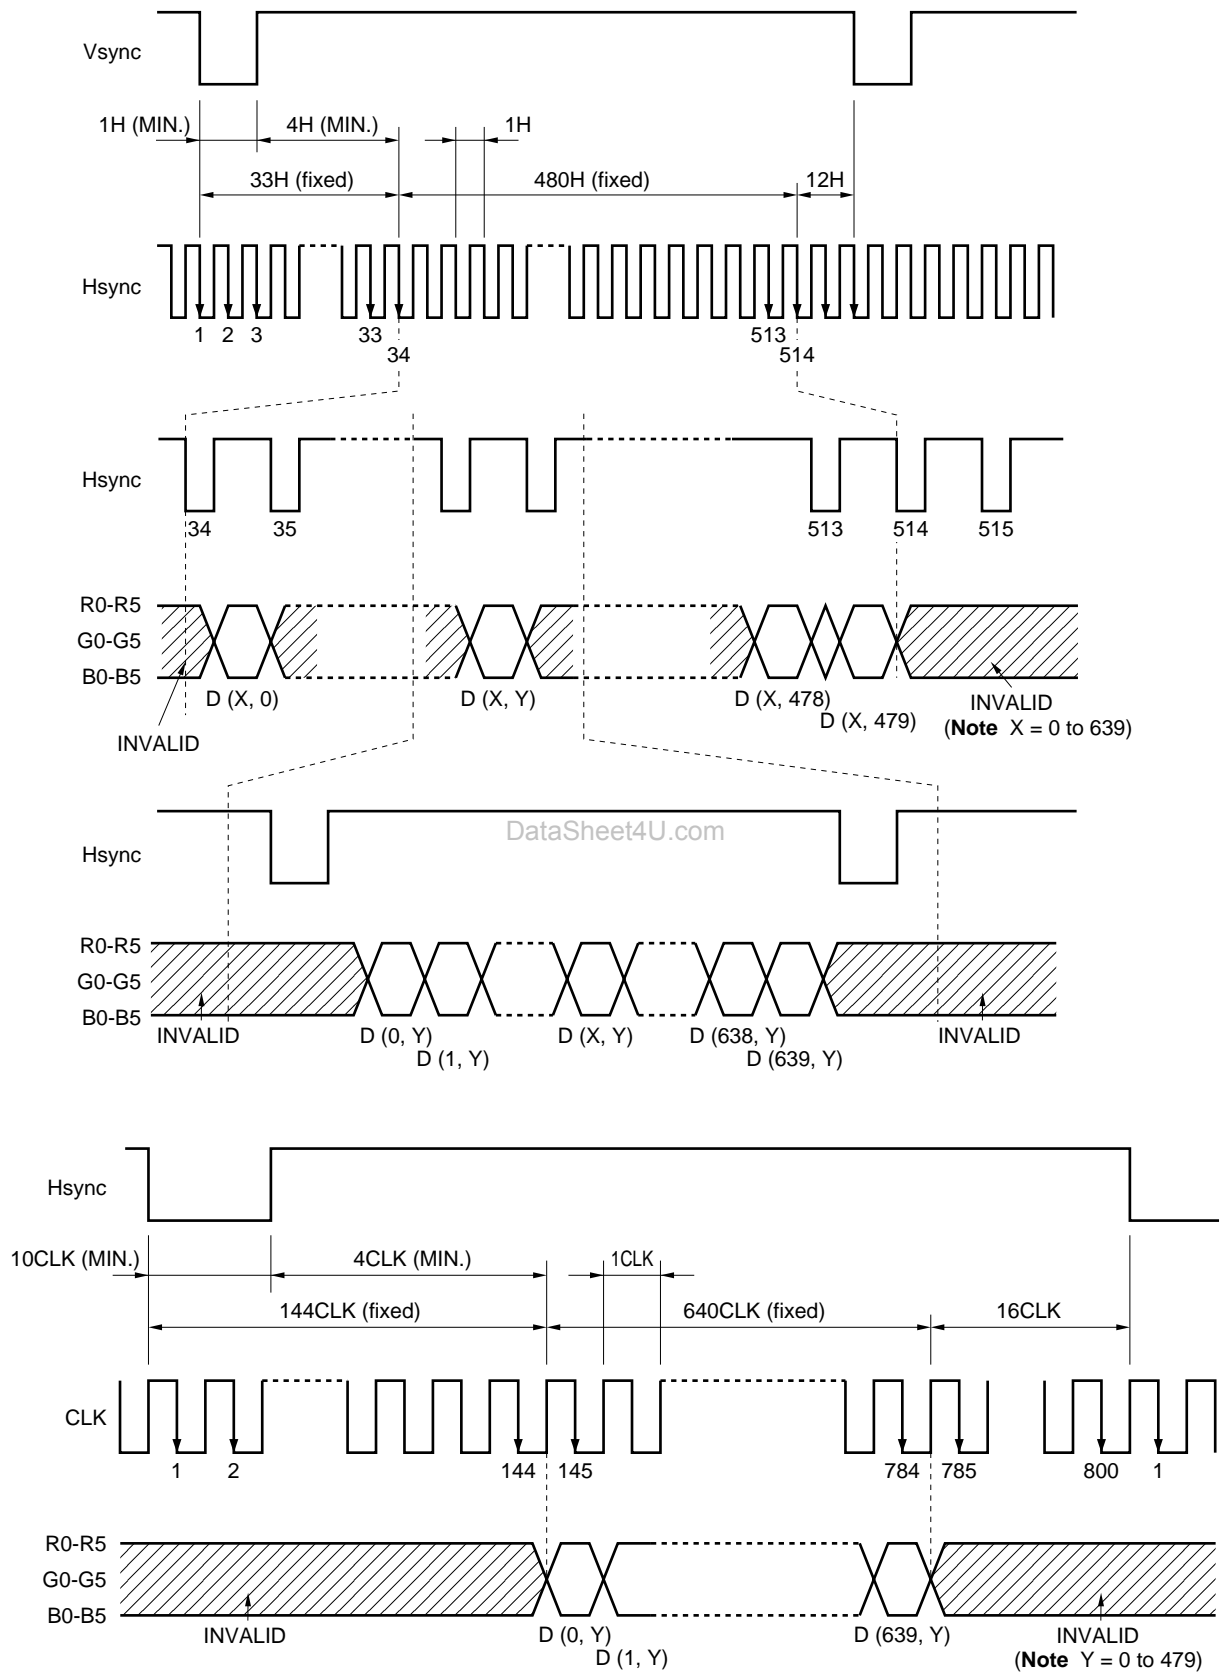 Vsync
1H (MIN.) 4H (MIN.) 1H
33H (fixed) 480H (fixed) 12H
Hsync
1 2 3 33 513
34 514
Hsync
34 35 513 514 515
R0-R5
G0-G5
B0-B5
D (X, 0) D (X, Y) D (X, 478) INVALID
D (X, 479) (Note X = 0 to 639)
INVALID
DataSheet4U.com
Hsync
R0-R5
G0-G5
B0-B5
INVALID D (0, Y) D (X, Y) D (638, Y) INVALID
D (1, Y) D (639, Y)
Hsync
10CLK (MIN.) 4CLK (MIN.) 1CLK
144CLK (fixed) 640CLK (fixed) 16CLK
CLK
1 2 144 145 784 785 800 1
R0-R5
G0-G5
B0-B5
INVALID D (0, Y) D (639, Y) INVALID
D (1, Y) (Note Y = 0 to 479)